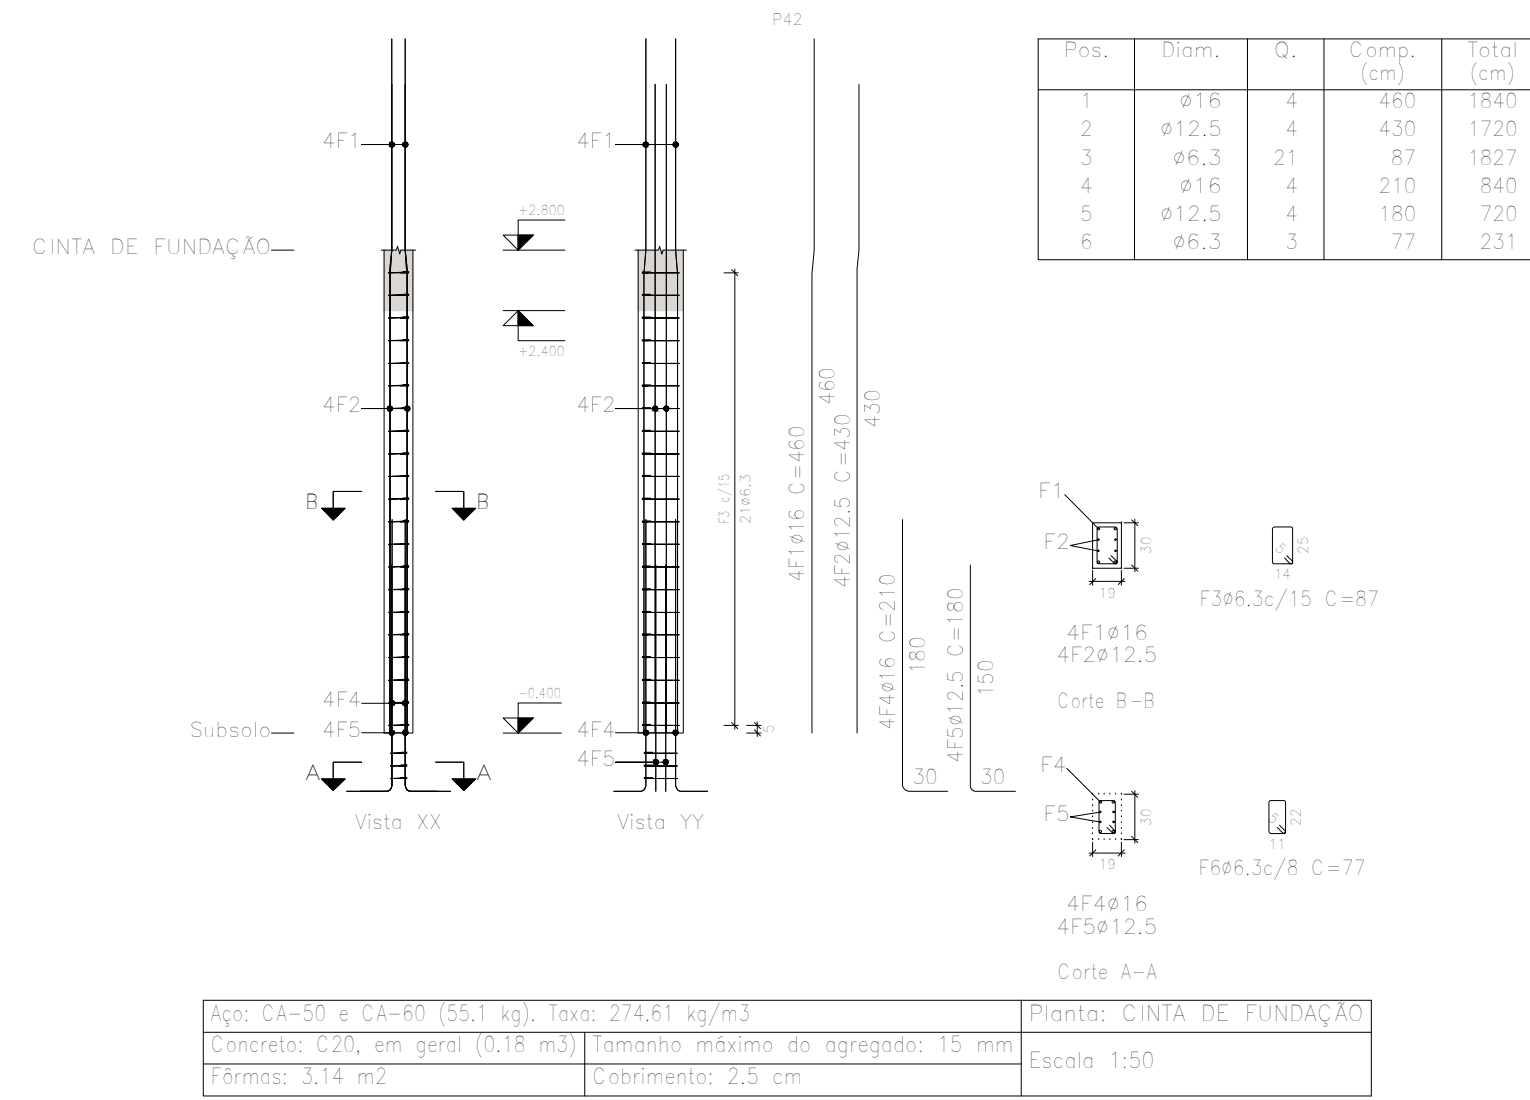 P42
Pos. Diam. Q. Comp. (cm) Total (cm)
1 ø16 4 460 1840
2 ø12.5 4 430 1720
3 ø6.3 21 87 1827
4 ø16 4 210 840
5 ø12.5 4 180 720
6 ø6.3 3 77 231
4F1
4F1
+2.800
CINTA DE FUNDAÇÃO
+2.400
4F2
4F2
F3 c/15
21ø6.3
4F1ø16 C=460
460
4F2ø12.5 C=430
430
B
B
4F4ø16 C=210
180
30
4F5ø12.5 C=180
150
30
4F4
-0.400
Subsolo
4F5
4F4
5
4F5
A
A
Vista XX
Vista YY
F1
F2
30
19
4F1ø16
4F2ø12.5
Corte B-B
25
14
F3ø6.3c/15 C=87
F4
F5
30
19
4F4ø16
4F5ø12.5
Corte A-A
22
11
F6ø6.3c/8 C=77
Aço: CA-50 e CA-60 (55.1 kg). Taxa: 274.61 kg/m3
Planta: CINTA DE FUNDAÇÃO
Concreto: C20, em geral (0.18 m3)
Tamanho máximo do agregado: 15 mm
Escala 1:50
Fôrmas: 3.14 m2
Cobrimento: 2.5 cm